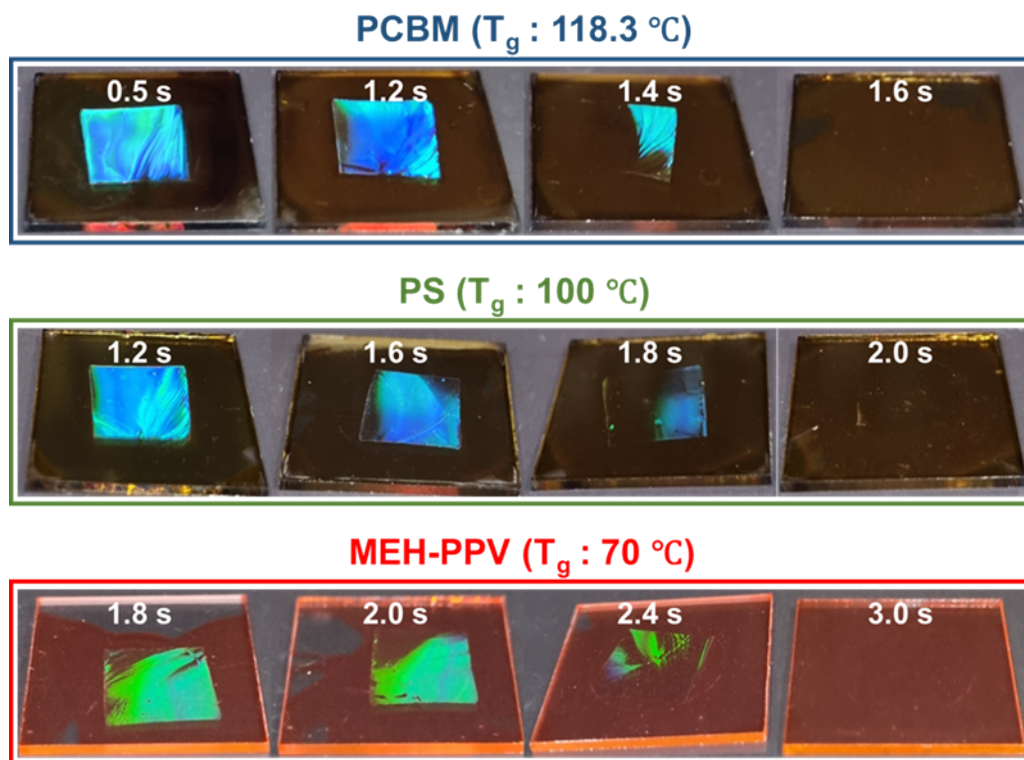 PCBM (Tg : 118.3 ℃)
0.5 s 1.2 s 1.4 s 1.6 s
PS (Tg : 100 ℃)
1.2 s 1.6 s 1.8 s 2.0 s
MEH-PPV (Tg : 70 ℃)
1.8 s 2.0 s 2.4 s 3.0 s